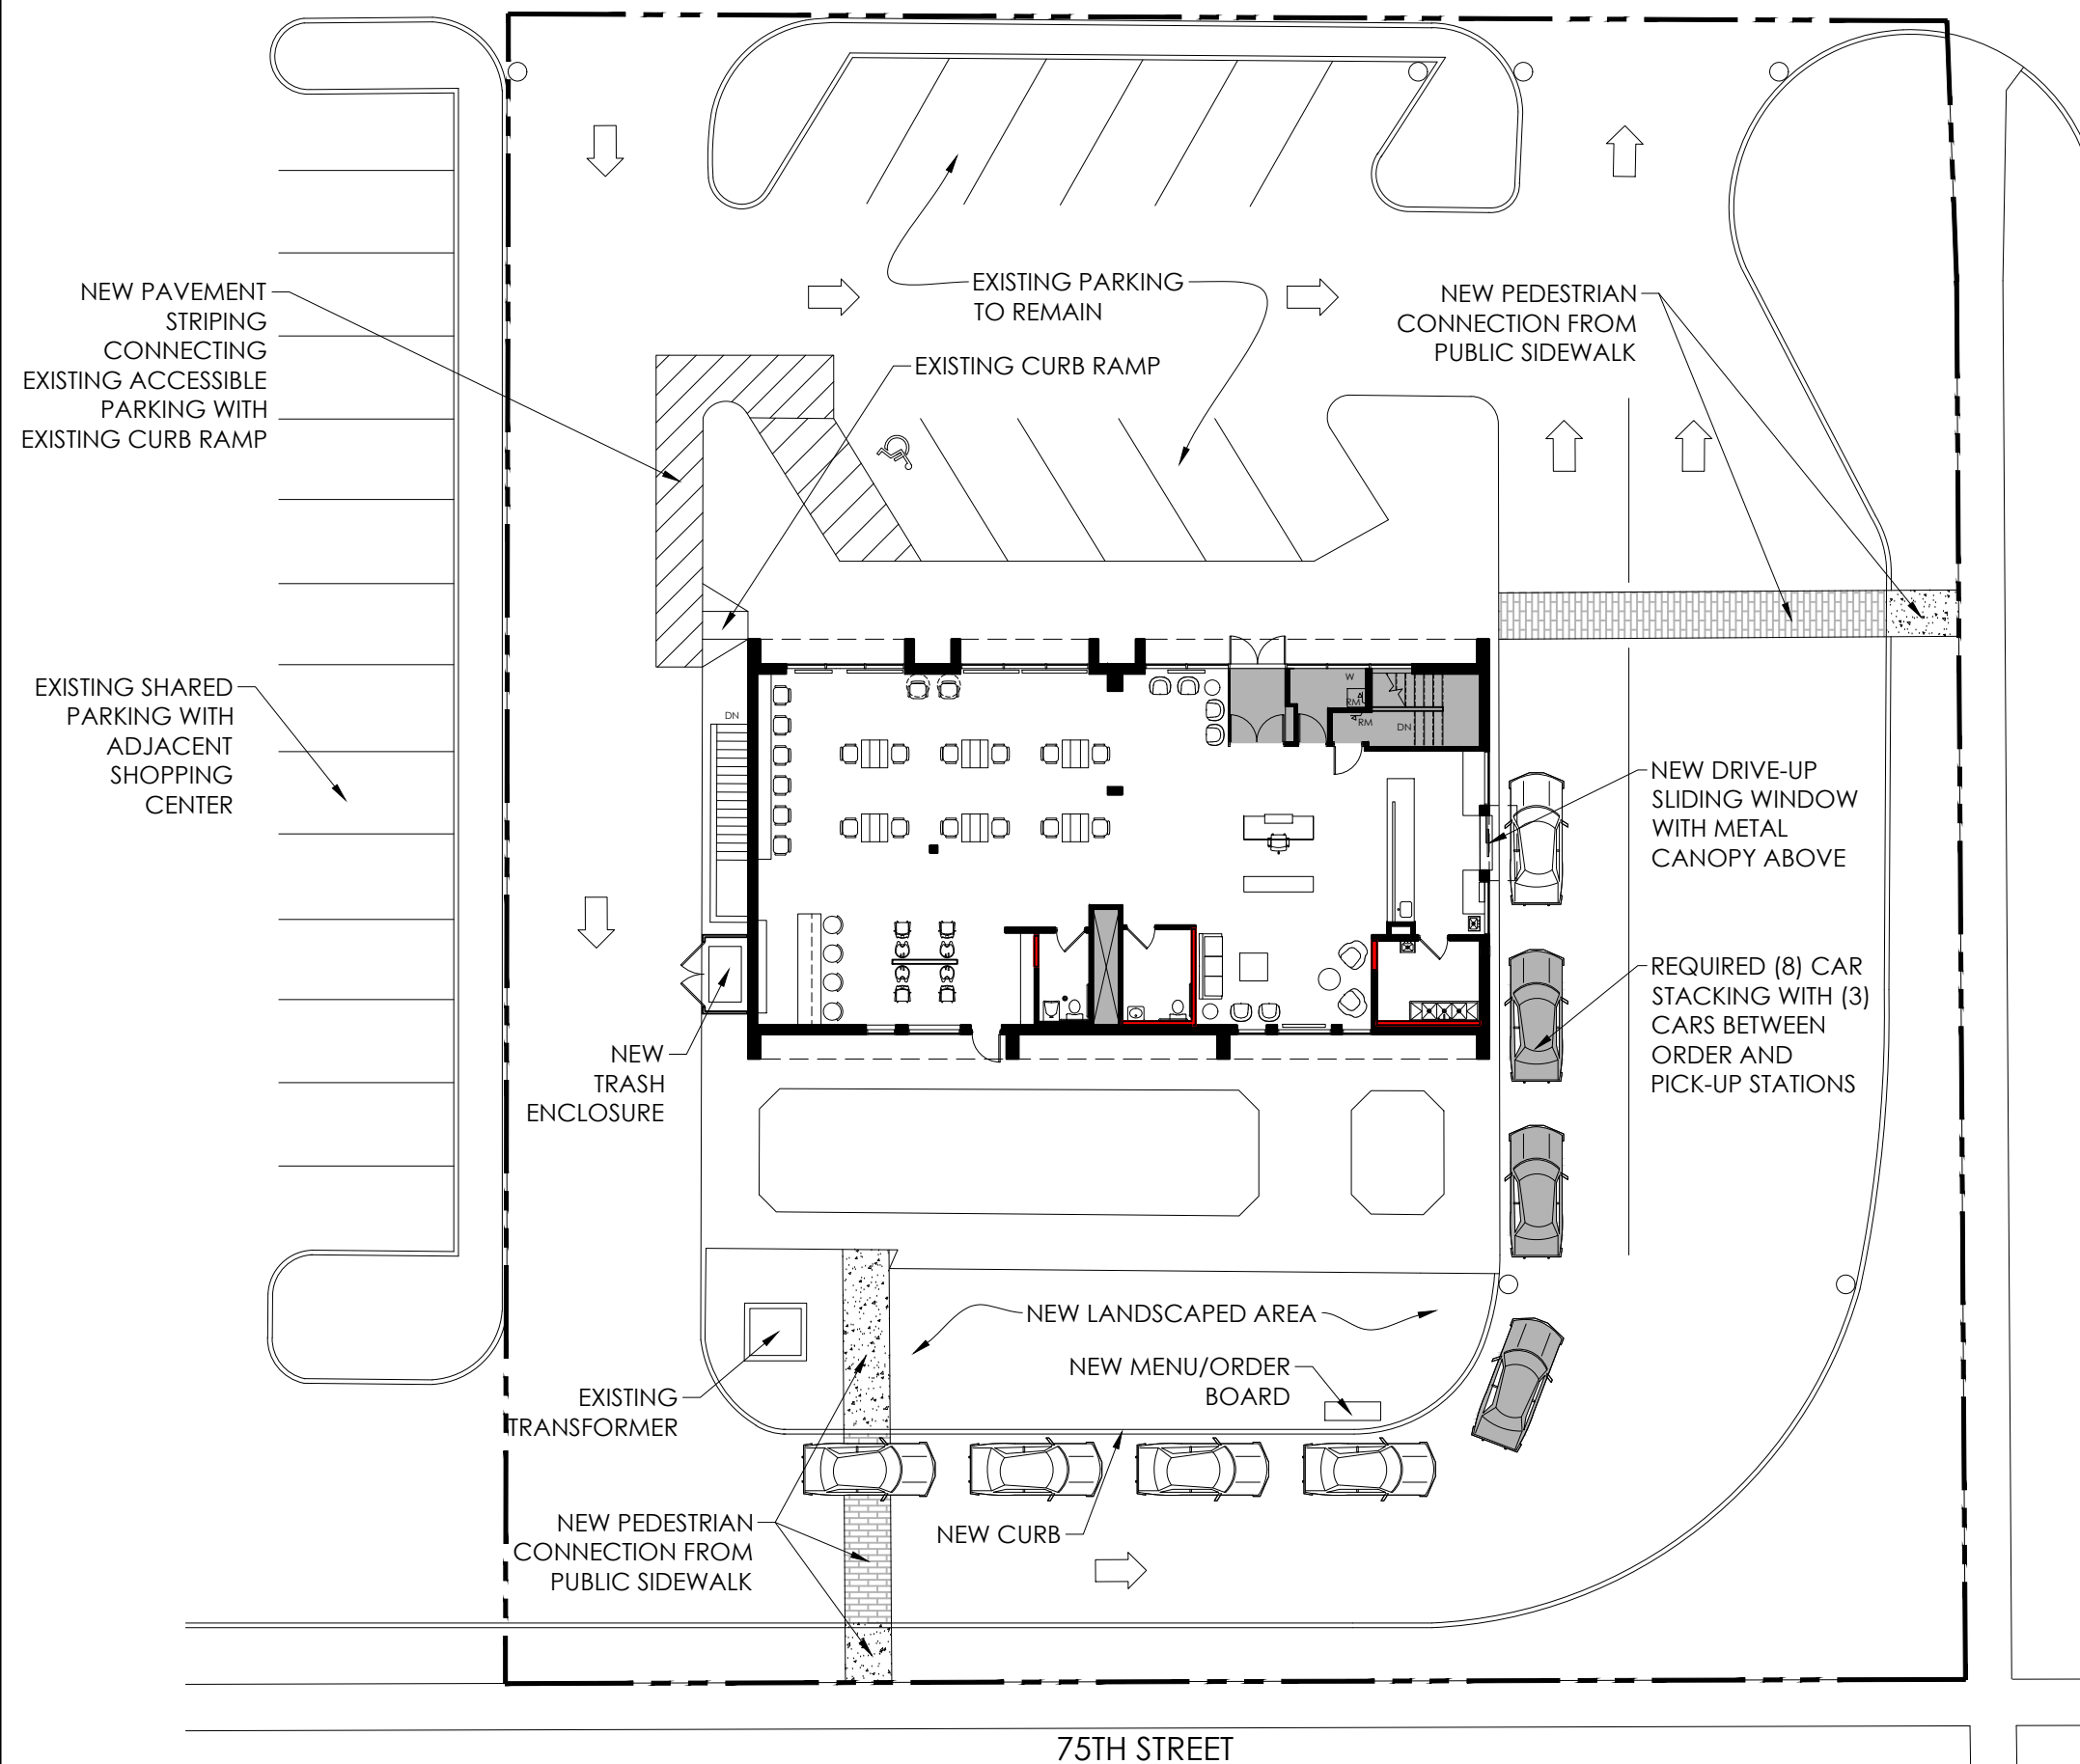 EXISTING PARKING
TO REMAIN
NEW PAVEMENT
STRIPING
CONNECTING
EXISTING ACCESSIBLE
PARKING WITH
EXISTING CURB RAMP
NEW PEDESTRIAN
CONNECTION FROM
PUBLIC SIDEWALK
EXISTING CURB RAMP
EXISTING SHARED
PARKING WITH
ADJACENT
SHOPPING
CENTER
DN
W
RM
RM
DN
NEW DRIVE-UP
SLIDING WINDOW
WITH METAL
CANOPY ABOVE
REQUIRED (8) CAR
STACKING WITH (3)
CARS BETWEEN
ORDER AND
PICK-UP STATIONS
NEW
TRASH
ENCLOSURE
NEW LANDSCAPED AREA
NEW MENU/ORDER
BOARD
EXISTING
TRANSFORMER
NEW PEDESTRIAN
CONNECTION FROM
PUBLIC SIDEWALK
NEW CURB
75TH STREET